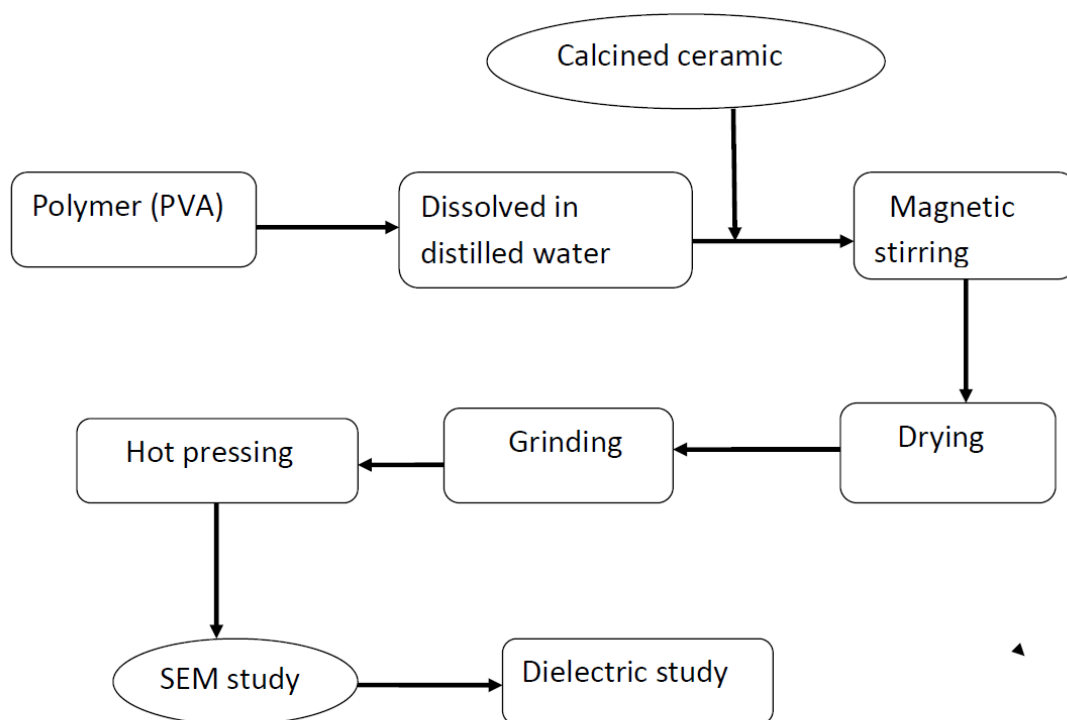 Calcined ceramic
Polymer (PVA)
Dissolved in
distilled water
Magnetic
stirring
Drying
Grinding
Hot pressing
SEM study
Dielectric study